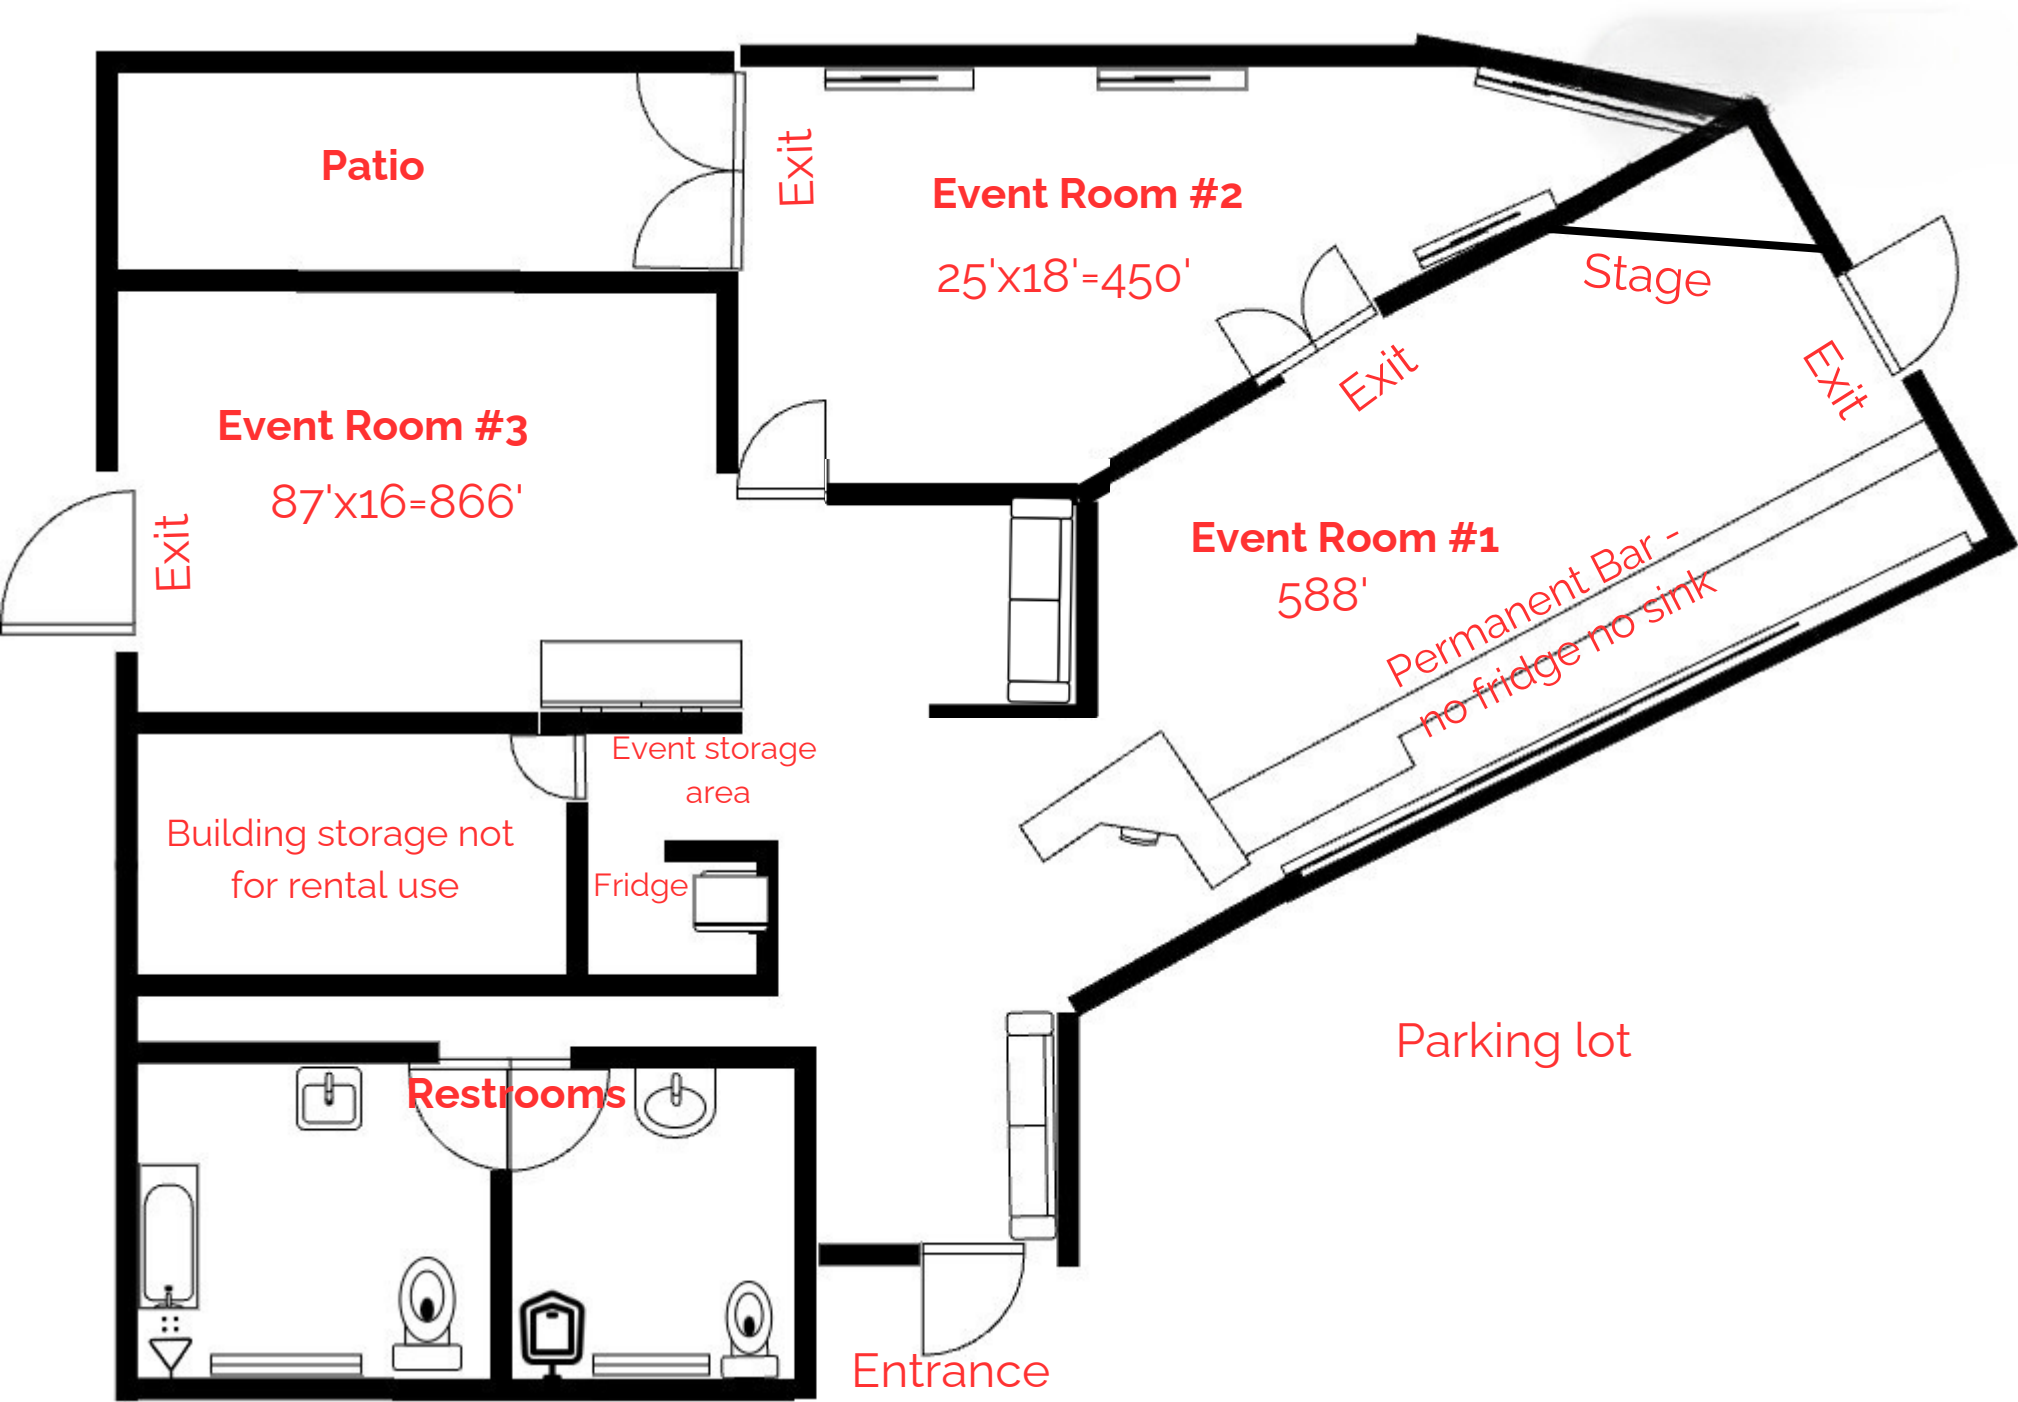 Patio
Exit
Event Room #2
25'x18'=450'
Stage
Exit
Exit
Event Room #3
87'x16=866'
Exit
Event Room #1
588'
Permanent Bar -
no fridge no sink
Event storage
area
Building storage not
for rental use
Fridge
Parking lot
Restrooms
Entrance